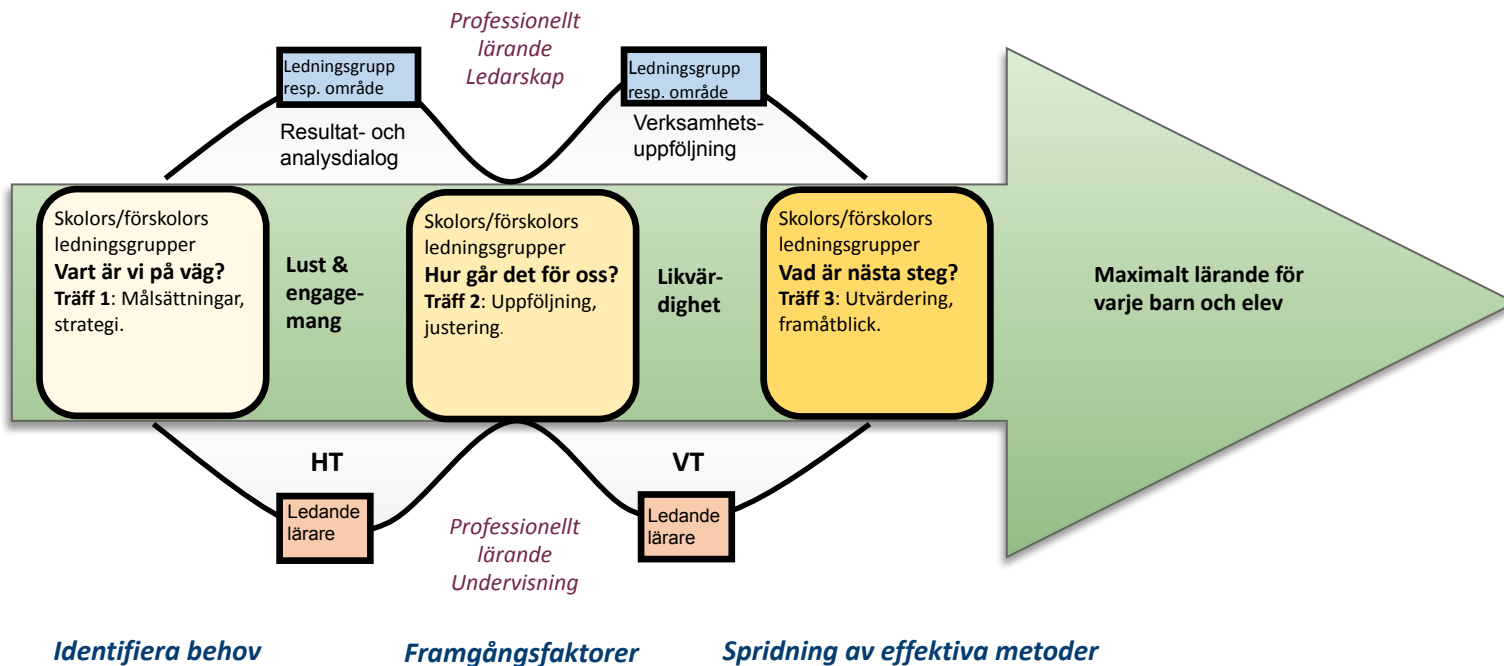 Professionellt
lärande
Ledarskap
Ledningsgrupp
resp. område
Ledningsgrupp
resp. område
Resultat- och
analysdialog
Verksamhets-
uppföljning
Skolors/förskolors
ledningsgrupper
Vart är vi på väg?
Träff 1: Målsättningar,
strategi.
Lust &
engage-
mang
Skolors/förskolors
ledningsgrupper
Hur går det för oss?
Träff 2: Uppföljning,
justering.
Likvär-
dighet
Skolors/förskolors
ledningsgrupper
Vad är nästa steg?
Träff 3: Utvärdering,
framåtblick.
Maximalt lärande för
varje barn och elev
HT
VT
Ledande
lärare
Ledande
lärare
Professionellt
lärande
Undervisning
Identifiera behov
Framgångsfaktorer
Spridning av effektiva metoder